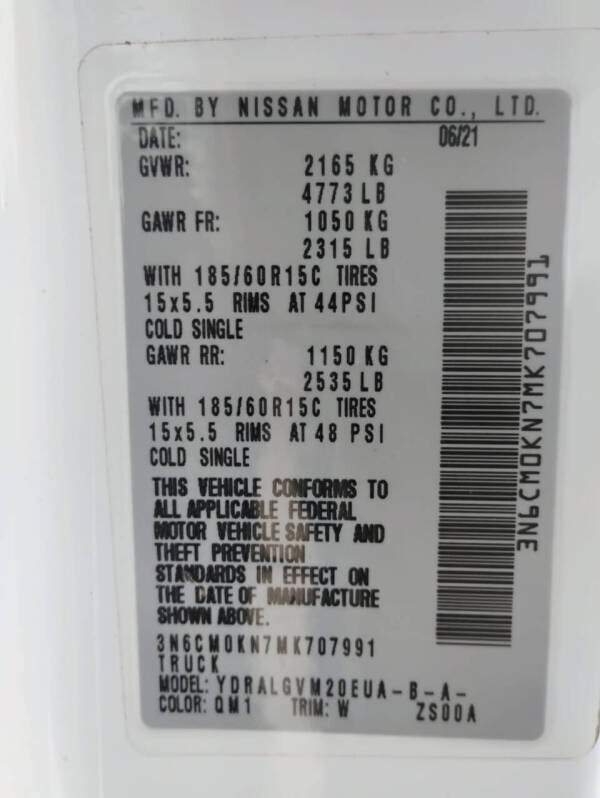 MFD. BY NISSAN MOTOR CO., LTD.
DATE: 06/21
GVWR: 2165 KG
4773 LB
GAWR FR: 1050 KG
2315 LB
WITH 185/60R15C TIRES
15x5.5 RIMS AT 44PSI
COLD SINGLE
GAWR RR: 1150 KG
2535 LB
WITH 185/60R15C TIRES
15x5.5 RIMS AT 48 PSI
COLD SINGLE
THIS VEHICLE CONFORMS TO
ALL APPLICABLE FEDERAL
MOTOR VEHICLE SAFETY AND
THEFT PREVENTION
STANDARDS IN EFFECT ON
THE DATE OF MANUFACTURE
SHOWN ABOVE.
3N6CM0KN7MK707991
TRUCK
MODEL: YDRALGVM20EUA-B-A-
COLOR: QM1 TRIM: W ZS00A
3N6CM0KN7MK707991